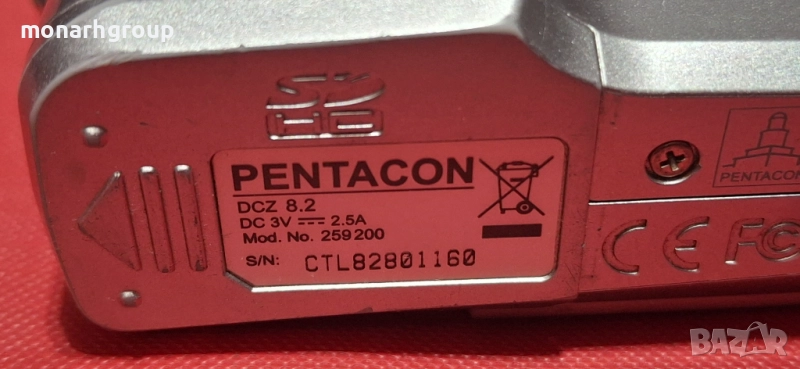 monarhgroup
SD
HC
PENTACON
DCZ 8.2
DC 3V 2.5A
Mod. No. 259200
S/N: CTL82801160
PENTACON
CE FC
BAZAR